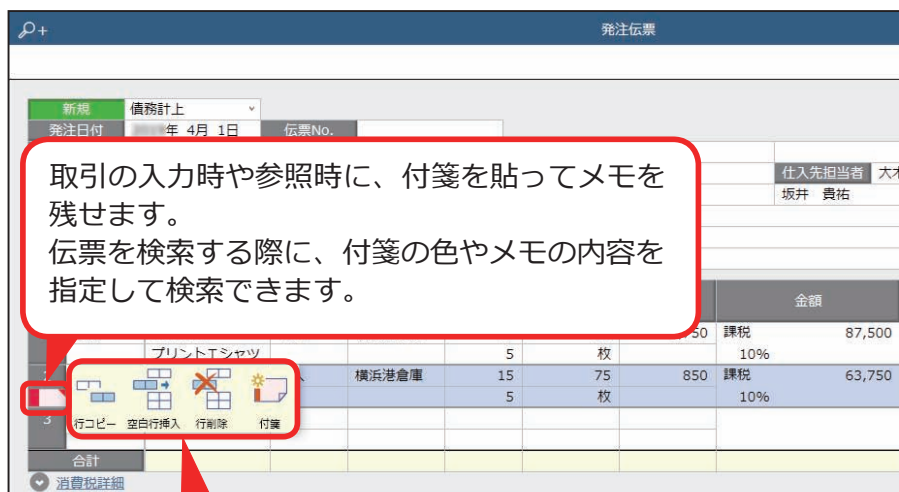 発注伝票
新規 債務計上
発注日付 年 4月 1日 伝票No.
取引の入力時や参照時に、付箋を貼ってメモを
残せます。
伝票を検索する際に、付箋の色やメモの内容を
指定して検索できます。
仕入先担当者 大木
坂井 貴祐
金額
750 課税 87,500
プリントTシャツ 5 枚 10%
2 横浜港倉庫 15 75 850 課税 63,750
5 枚 10%
3
行コピー 空白行挿入 行削除 付箋
合計
消費税詳細